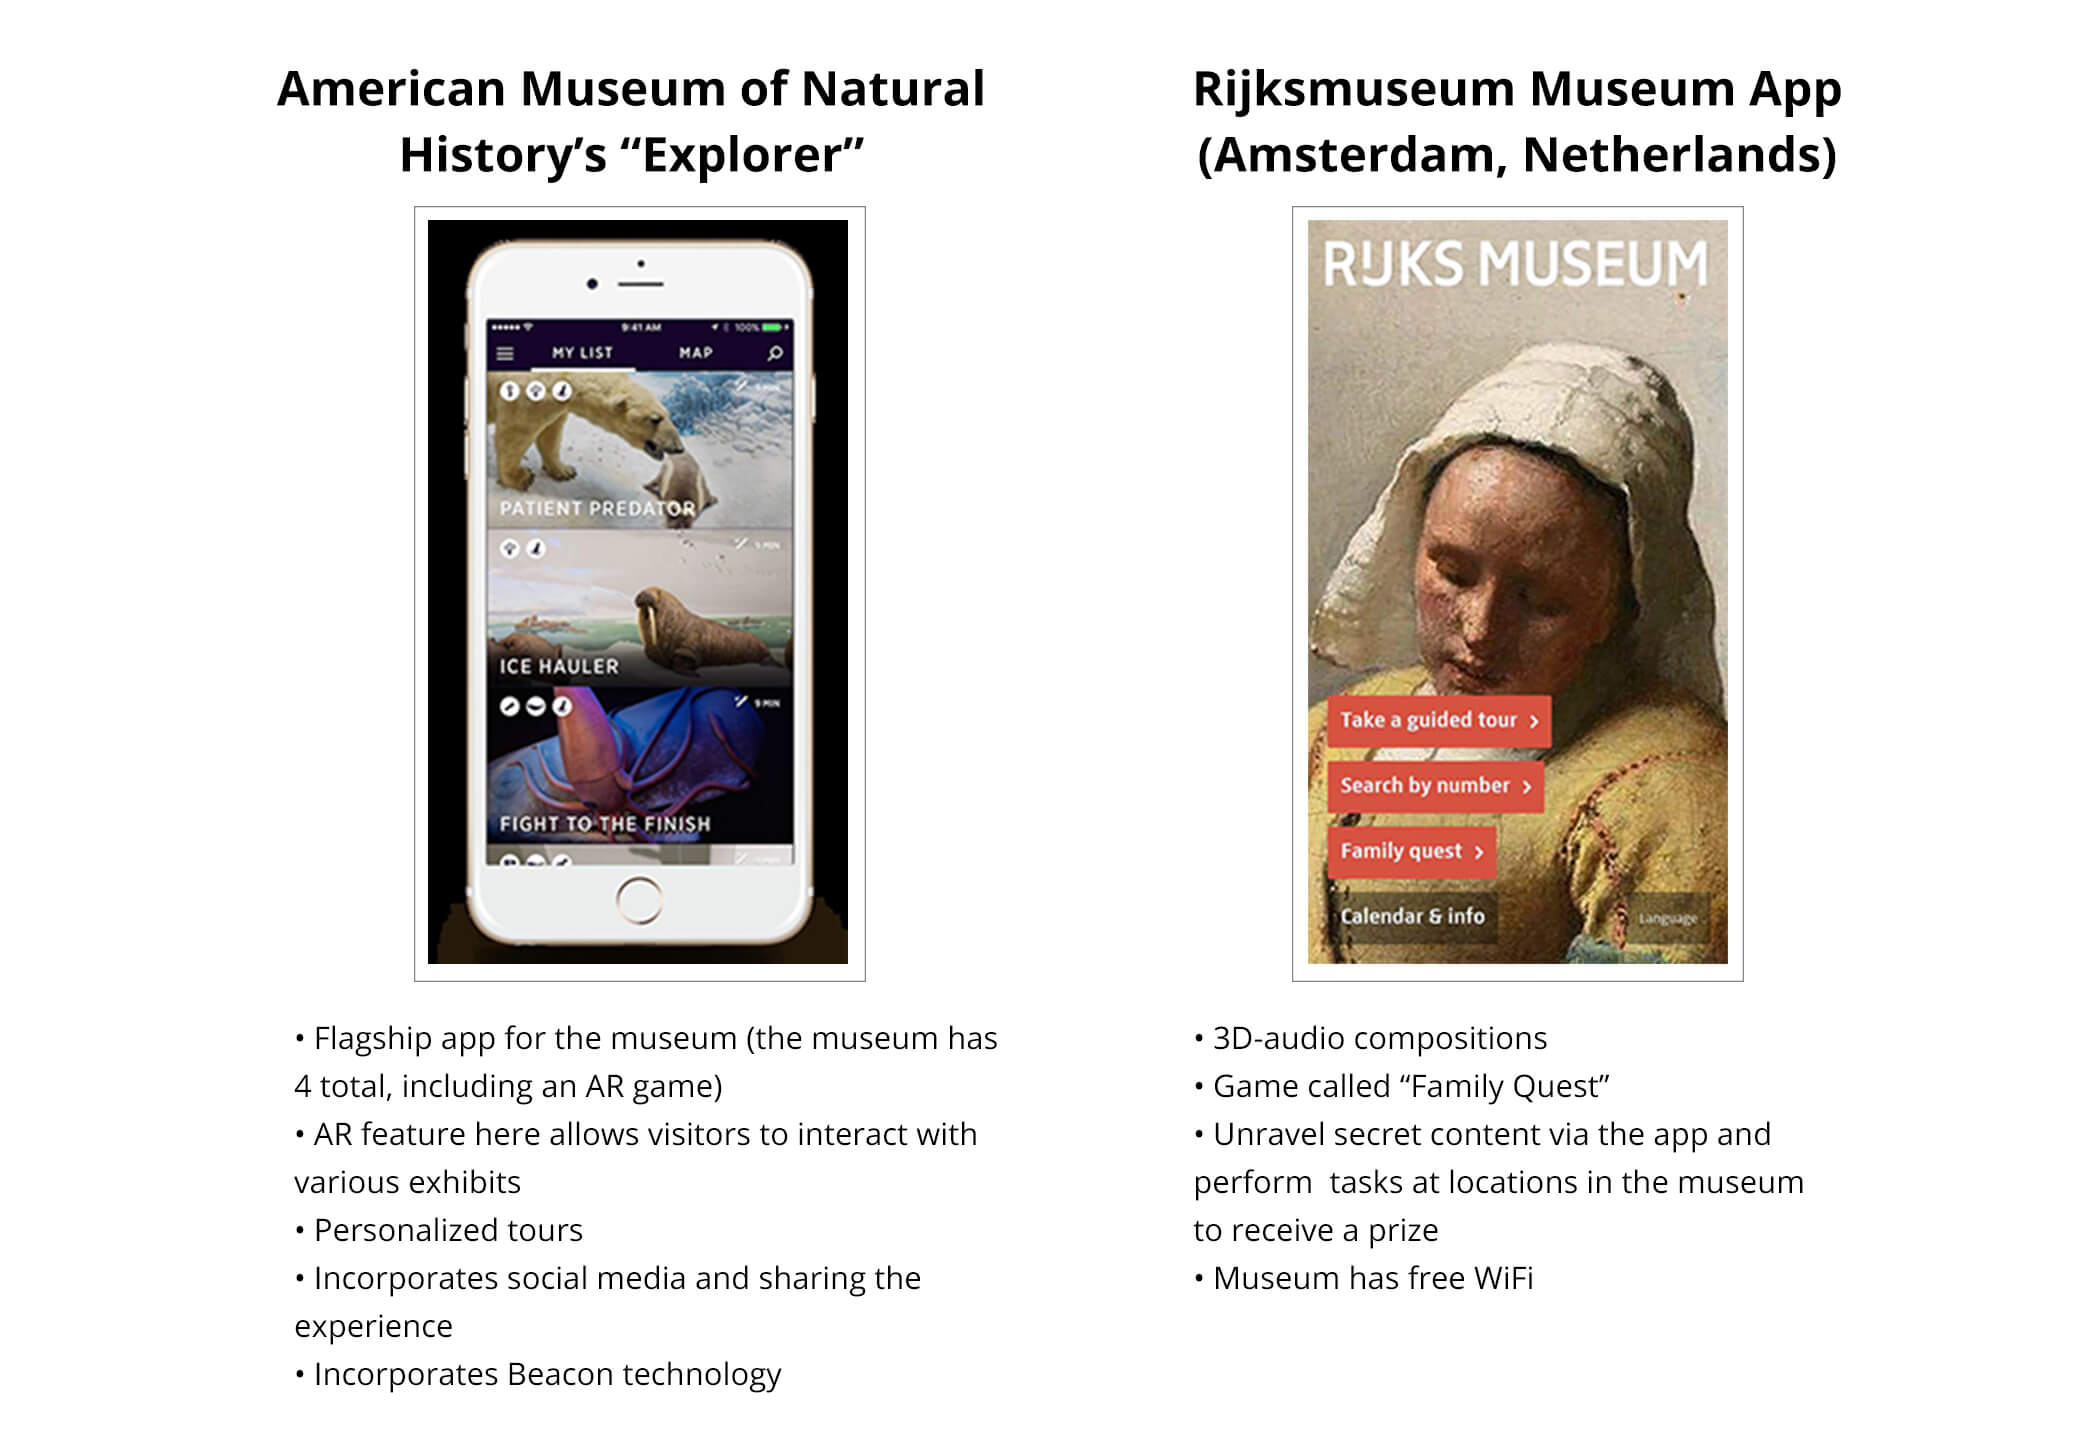 American Museum of Natural
History’s “Explorer”
9:41 AM
100%
MY LIST
MAP
PATIENT PREDATOR
5 MIN
ICE HAULER
9 MIN
FIGHT TO THE FINISH
• Flagship app for the museum (the museum has
4 total, including an AR game)
• AR feature here allows visitors to interact with
various exhibits
• Personalized tours
• Incorporates social media and sharing the
experience
• Incorporates Beacon technology
Rijksmuseum Museum App
(Amsterdam, Netherlands)
RIJKS MUSEUM
Take a guided tour
Search by number
Family quest
Calendar & info
Language
• 3D-audio compositions
• Game called “Family Quest”
• Unravel secret content via the app and
perform  tasks at locations in the museum
to receive a prize
• Museum has free WiFi